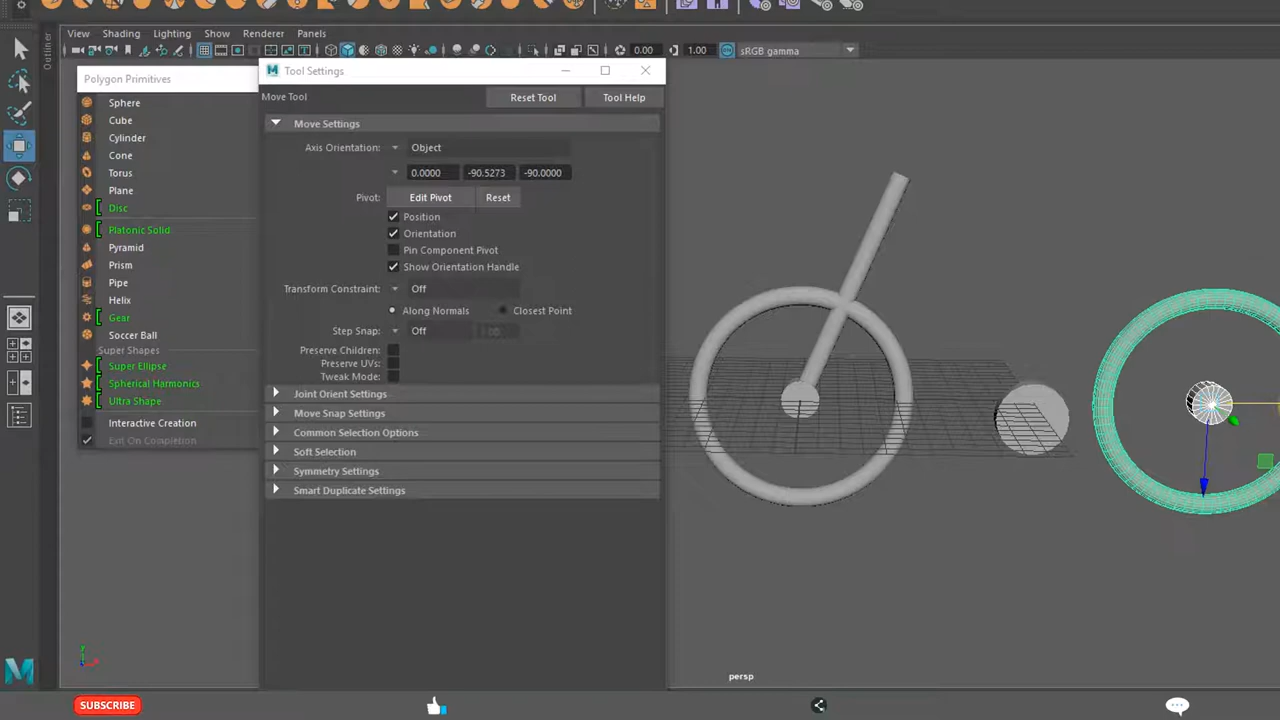 View Shading Lighting Show Renderer Panels
0.00 1.00 sRGB gamma
Outliner
Polygon Primitives
Sphere
Cube
Cylinder
Cone
Torus
Plane
Disc
Platonic Solid
Pyramid
Prism
Pipe
Helix
Gear
Soccer Ball
Super Shapes
Super Ellipse
Spherical Harmonics
Ultra Shape
Interactive Creation
Exit On Completion
Tool Settings
Move Tool Reset Tool Tool Help
Move Settings
Axis Orientation: Object
0.0000 -90.5273 -90.0000
Pivot: Edit Pivot Reset
Position
Orientation
Pin Component Pivot
Show Orientation Handle
Transform Constraint: Off
Along Normals Closest Point
Step Snap: Off 1.00
Preserve Children:
Preserve UVs:
Tweak Mode:
Joint Orient Settings
Move Snap Settings
Common Selection Options
Soft Selection
Symmetry Settings
Smart Duplicate Settings
persp
SUBSCRIBE